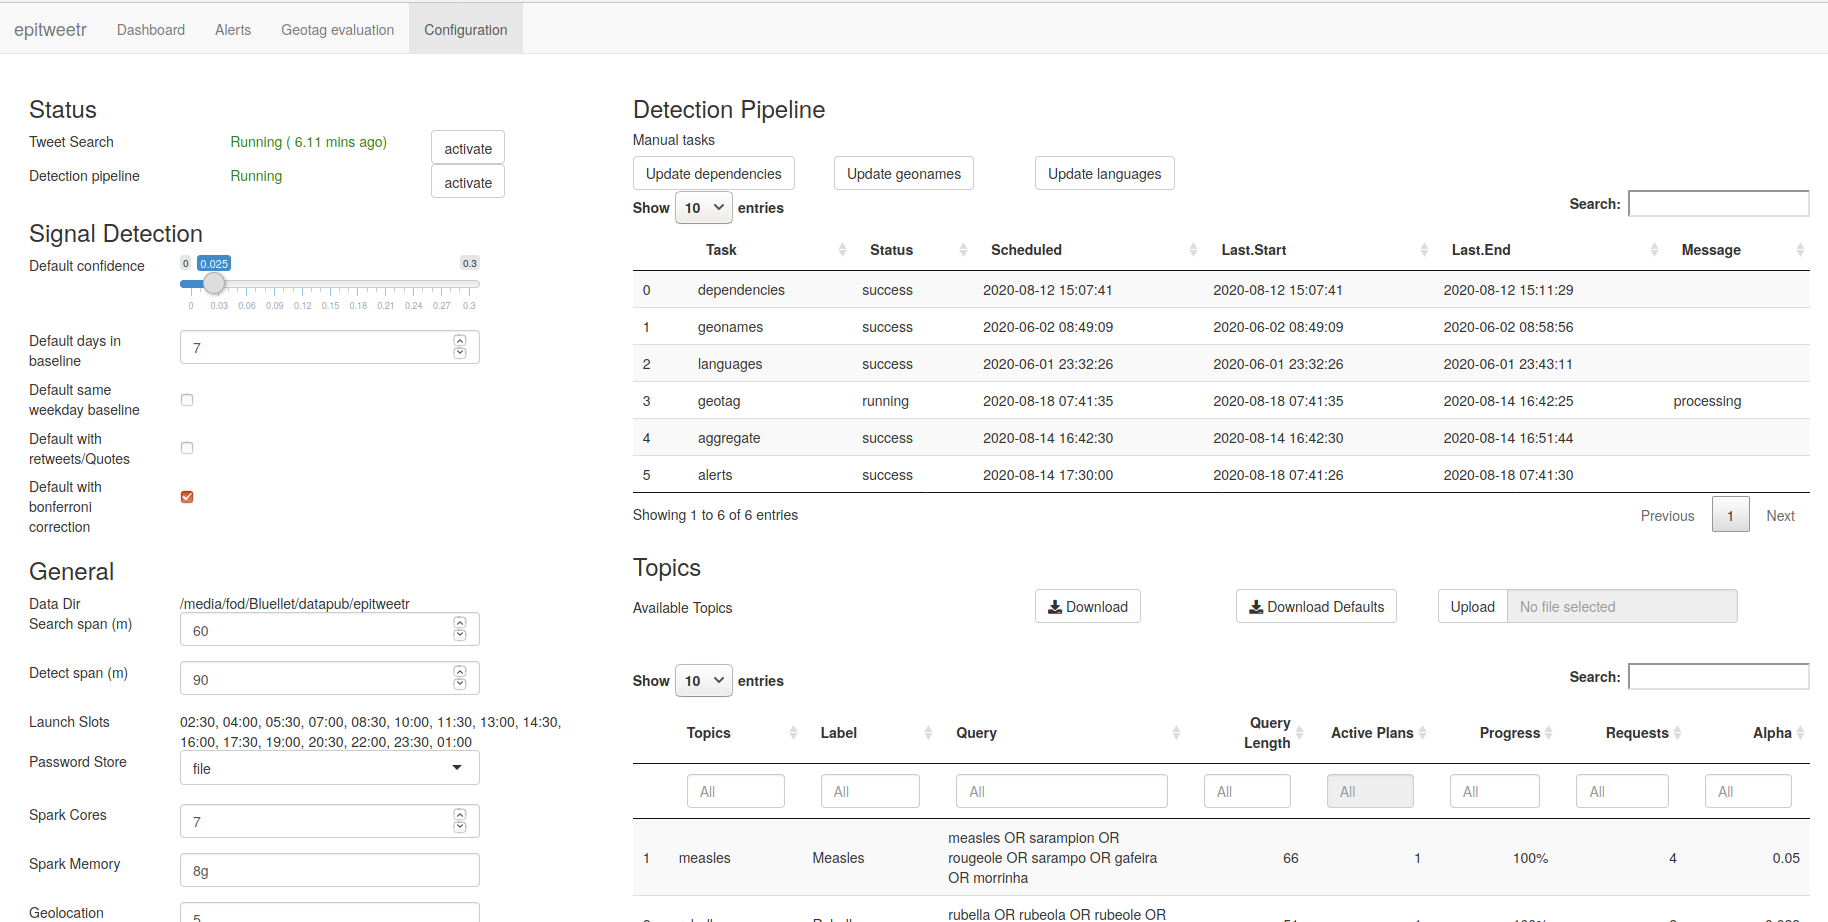 epitweetr Dashboard Alerts Geotag evaluation Configuration
Status
Tweet Search Running ( 6.11 mins ago) activate
Detection pipeline Running activate
Signal Detection
Default confidence 0 0.025 0.3
0 0.03 0.06 0.09 0.12 0.15 0.18 0.21 0.24 0.27 0.3
Default days in
baseline
7
Default same
weekday baseline
Default with
retweets/Quotes
Default with
bonferroni
correction
General
Data Dir /media/fod/Bluellet/datapub/epitweetr
Search span (m) 60
Detect span (m) 90
Launch Slots 02:30, 04:00, 05:30, 07:00, 08:30, 10:00, 11:30, 13:00, 14:30,
16:00, 17:30, 19:00, 20:30, 22:00, 23:30, 01:00
Password Store file
Spark Cores 7
Spark Memory 8g
Geolocation 5
Detection Pipeline
Manual tasks
Update dependencies Update geonames Update languages
Show 10 entries Search:
Task Status Scheduled Last.Start Last.End Message
0 dependencies success 2020-08-12 15:07:41 2020-08-12 15:07:41 2020-08-12 15:11:29
1 geonames success 2020-06-02 08:49:09 2020-06-02 08:49:09 2020-06-02 08:58:56
2 languages success 2020-06-01 23:32:26 2020-06-01 23:32:26 2020-06-01 23:43:11
3 geotag running 2020-08-18 07:41:35 2020-08-18 07:41:35 2020-08-14 16:42:25 processing
4 aggregate success 2020-08-14 16:42:30 2020-08-14 16:42:30 2020-08-14 16:51:44
5 alerts success 2020-08-14 17:30:00 2020-08-18 07:41:26 2020-08-18 07:41:30
Showing 1 to 6 of 6 entries Previous 1 Next
Topics
Available Topics Download Download Defaults Upload No file selected
Show 10 entries Search:
Topics Label Query Query
Length Active Plans Progress Requests Alpha
All All All All All All All All
1 measles Measles measles OR sarampion OR
rougeole OR sarampo OR gafeira
OR morrinha 66 1 100% 4 0.05
rubella OR rubeola OR rubeole OR